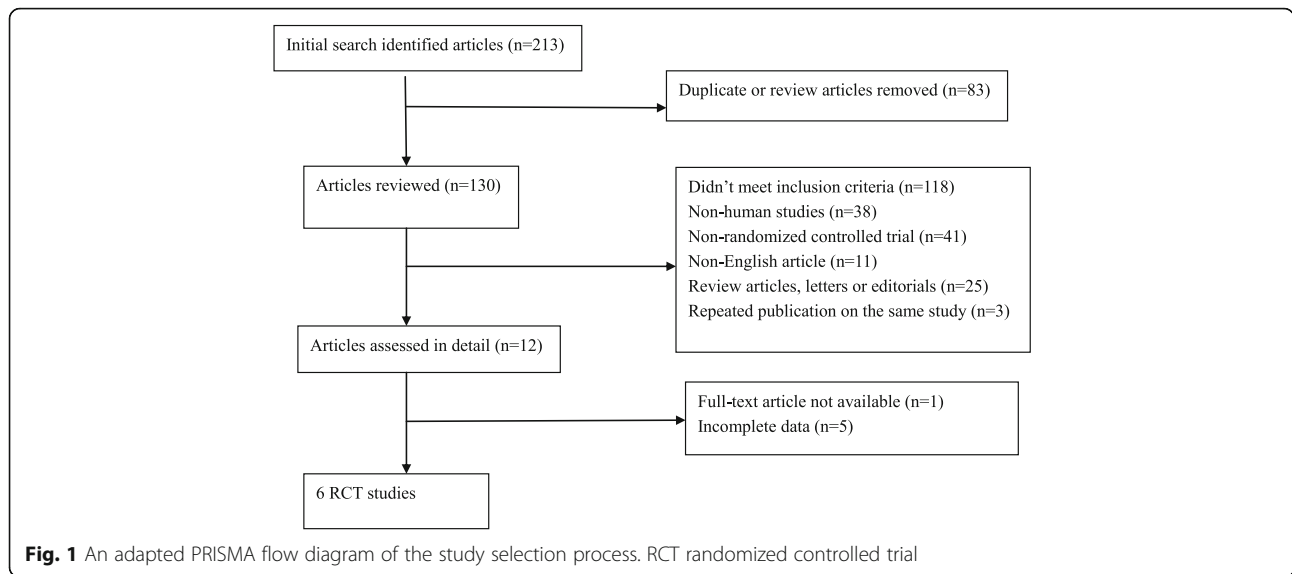 Initial search identified articles (n=213)
Duplicate or review articles removed (n=83)
Articles reviewed (n=130)
Didn't meet inclusion criteria (n=118)
Non-human studies (n=38)
Non-randomized controlled trial (n=41)
Non-English article (n=11)
Review articles, letters or editorials (n=25)
Repeated publication on the same study (n=3)
Articles assessed in detail (n=12)
Full-text article not available (n=1)
Incomplete data (n=5)
6 RCT studies
Fig. 1 An adapted PRISMA flow diagram of the study selection process. RCT randomized controlled trial